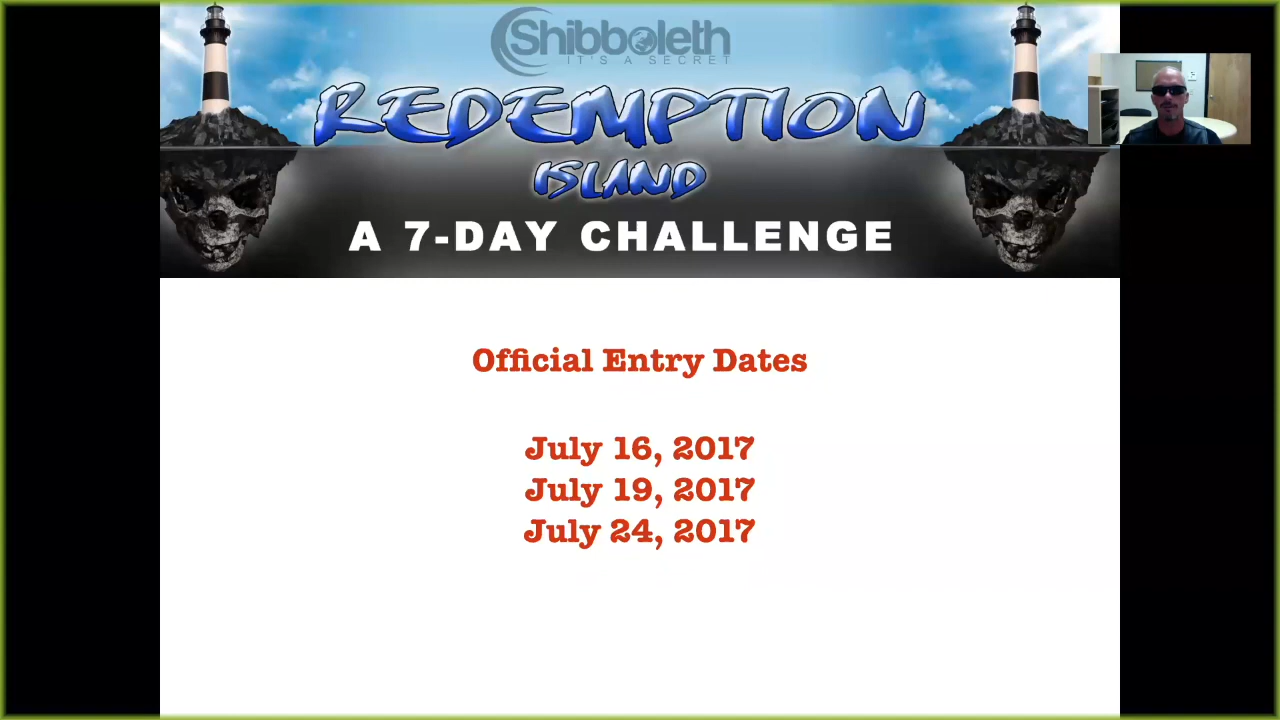 Shibboleth
IT'S A SECRET
REDEMPTION
ISLAND
A 7-DAY CHALLENGE
Official Entry Dates
July 16, 2017
July 19, 2017
July 24, 2017